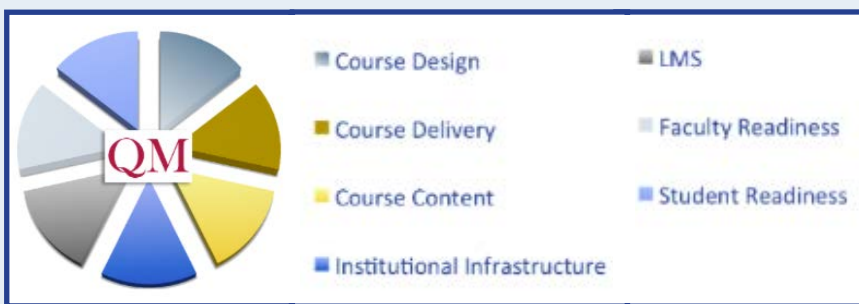 QM
Course Design
Course Delivery
Course Content
Institutional Infrastructure
LMS
Faculty Readiness
Student Readiness